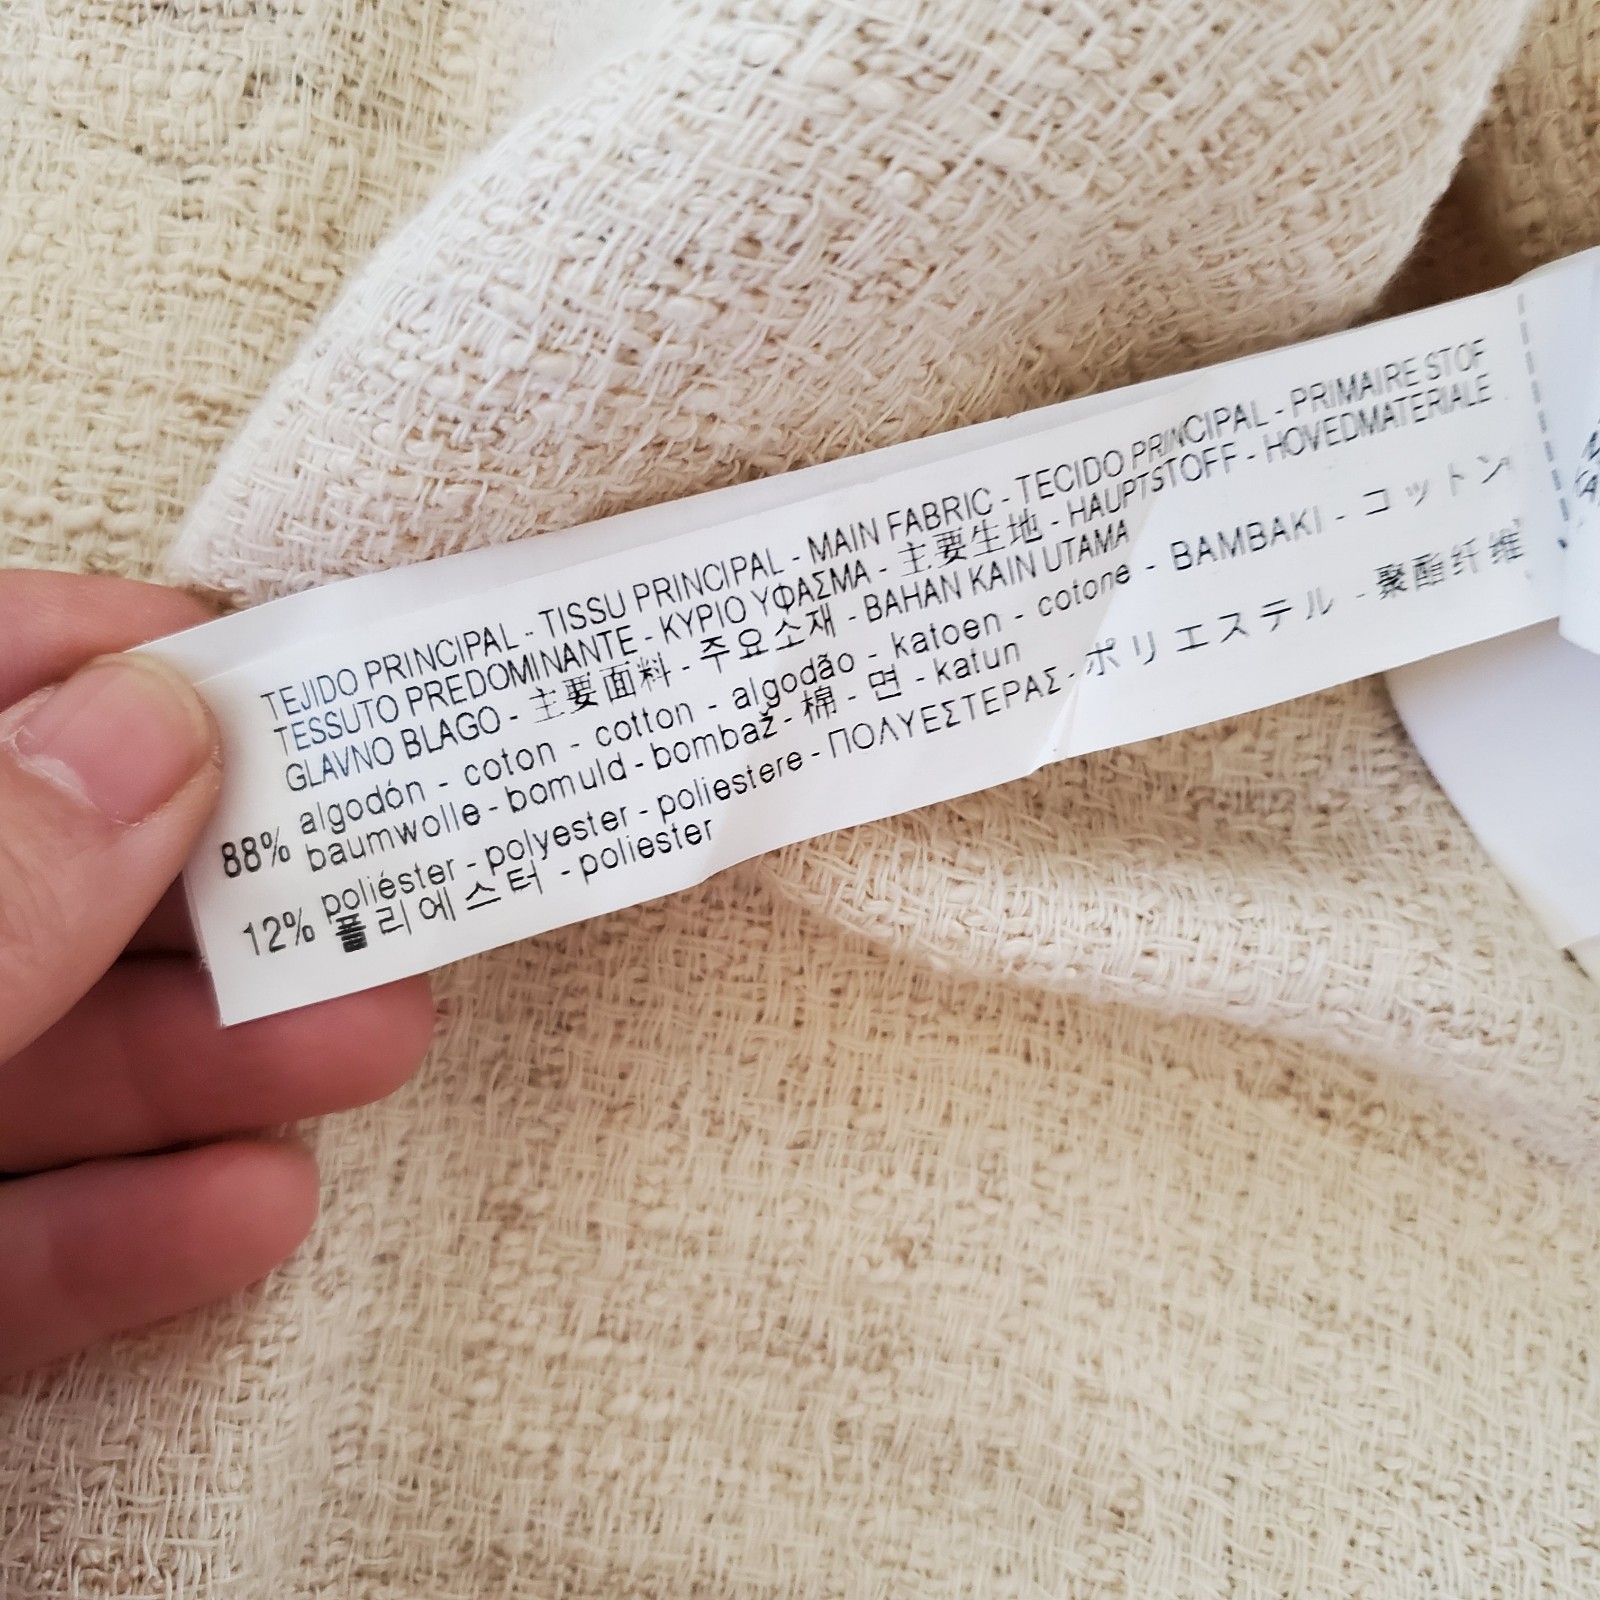 TEJIDO PRINCIPAL - TISSU PRINCIPAL - MAIN FABRIC - TECIDO PRINCIPAL - PRIMAIRE STOF
TESSUTO PREDOMINANTE - ΚΥΡΙΟ ΥΦΑΣΜΑ - 主要生地 - HAUPTSTOFF - HOVEDMATERIALE
GLAVNO BLAGO - 主要面料 - 주요소재 - BAHAN KAIN UTAMA
88% algodón - coton - cotton - algodão - katoen - cotone - BAMBAKI - コットン
baumwolle - bomuld - bombaž - 棉 - 면 - katun
12% poliéster - polyester - poliestere - ΠΟΛΥΕΣΤΕΡΑΣ - ポリエステル - 聚酯纤维
폴리에스터 - poliester